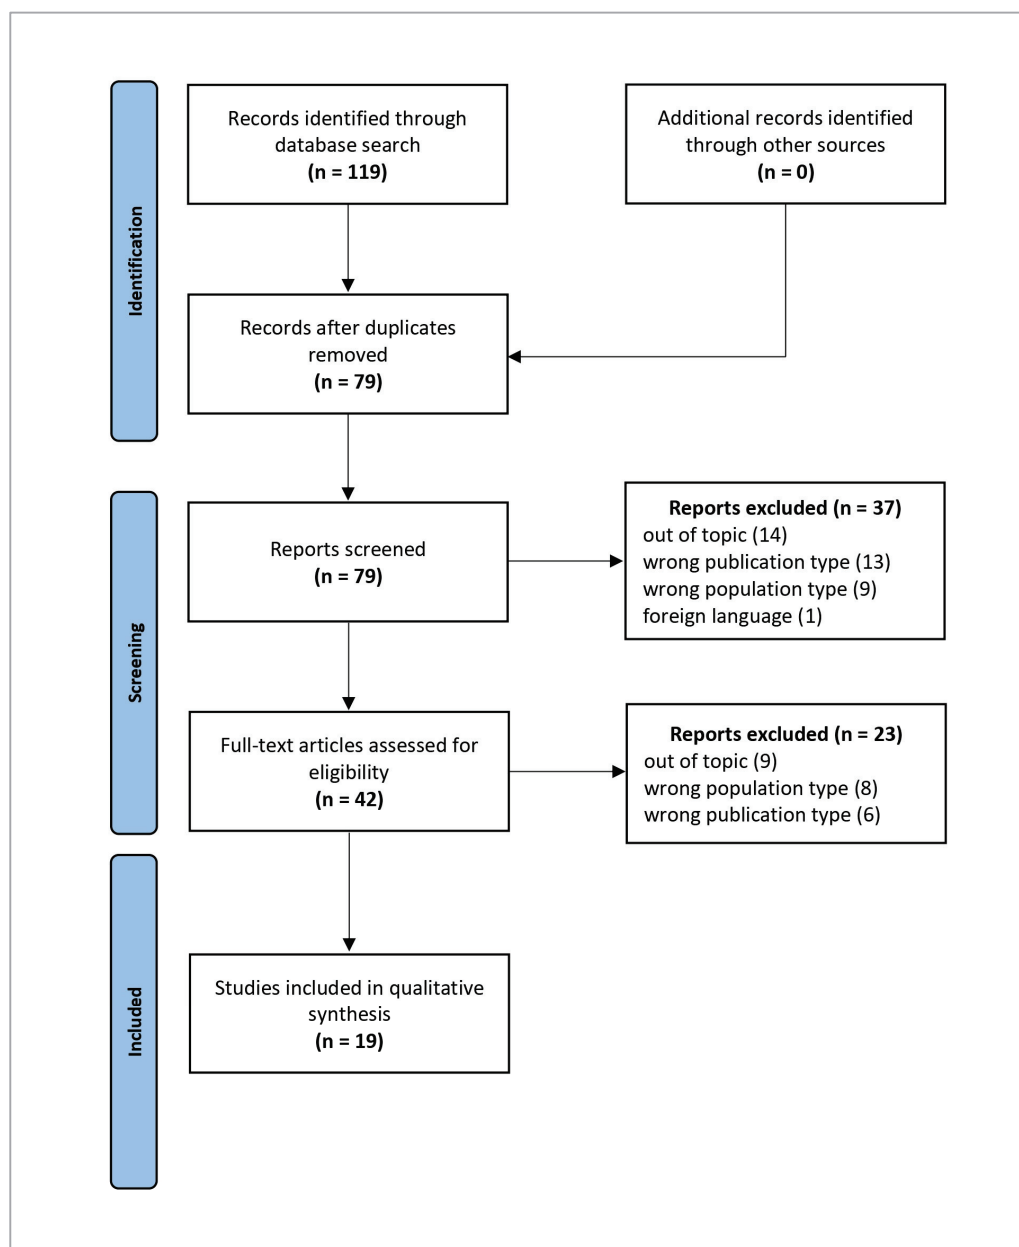 Identification
Records identified through
database search
(n = 119)
Additional records identified
through other sources
(n = 0)
Records after duplicates
removed
(n = 79)
Screening
Reports screened
(n = 79)
Reports excluded (n = 37)
out of topic (14)
wrong publication type (13)
wrong population type (9)
foreign language (1)
Full-text articles assessed for
eligibility
(n = 42)
Reports excluded (n = 23)
out of topic (9)
wrong population type (8)
wrong publication type (6)
Included
Studies included in qualitative
synthesis
(n = 19)